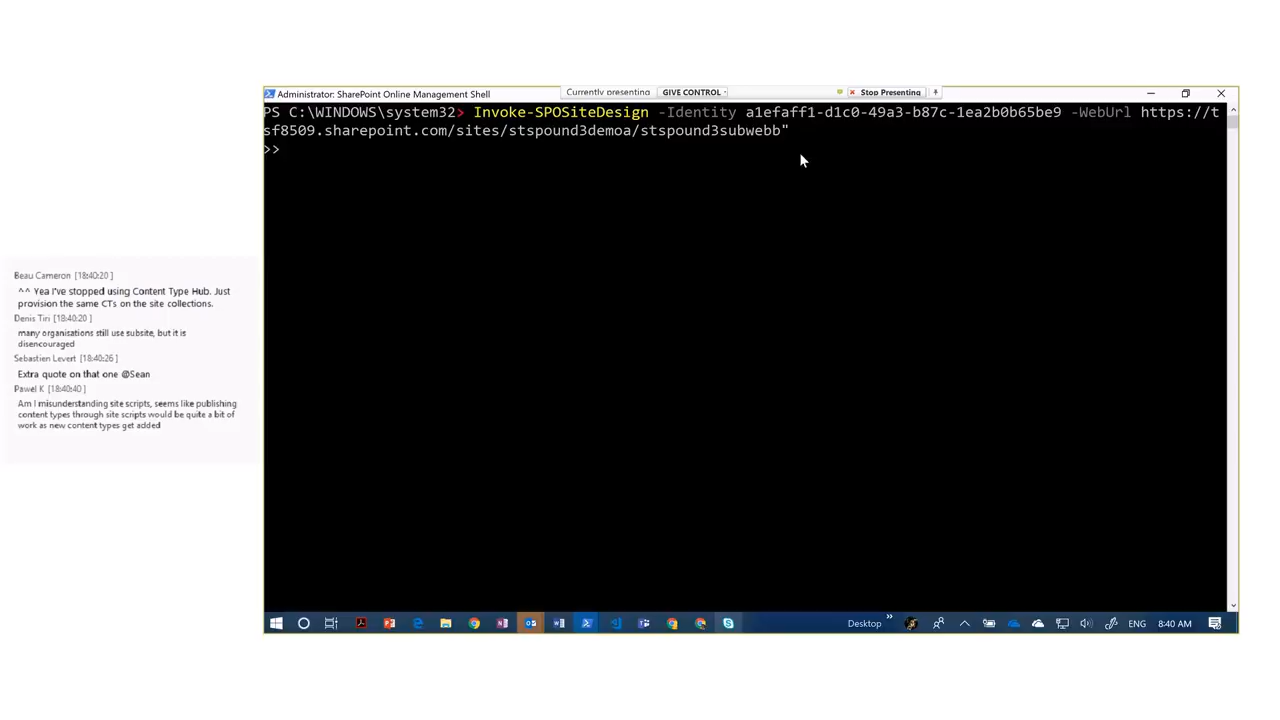 Administrator: SharePoint Online Management Shell
Currently presenting
GIVE CONTROL
Stop Presenting
PS C:\WINDOWS\system32> Invoke-SPOSiteDesign -Identity a1efaff1-d1c0-49a3-b87c-1ea2b0b65be9 -WebUrl https://t
sf8509.sharepoint.com/sites/stspound3demoa/stspound3subwebb"
>>
Beau Cameron [18:40:20]
^^ Yea I've stopped using Content Type Hub. Just
provision the same CTs on the site collections.
Denis Tiri [18:40:20]
many organisations still use subsite, but it is
disencouraged
Sebastien Levert [18:40:26]
Extra quote on that one @Sean
Pawel K [18:40:40]
Am I misunderstanding site scripts, seems like publishing
content types through site scripts would be quite a bit of
work as new content types get added
Desktop
ENG
8:40 AM